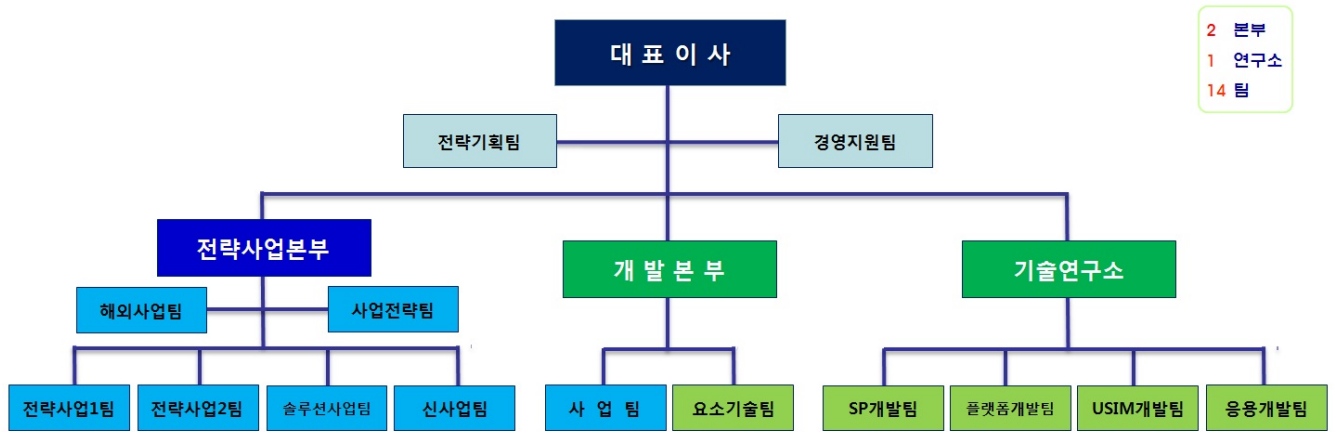 대 표 이 사
2 본부
1 연구소
14 팀
전략기획팀
경영지원팀
전략사업본부
개 발 본 부
기술연구소
해외사업팀
사업전략팀
전략사업1팀
전략사업2팀
솔루션사업팀
신사업팀
사 업 팀
요소기술팀
SP개발팀
플랫폼개발팀
USIM개발팀
응용개발팀